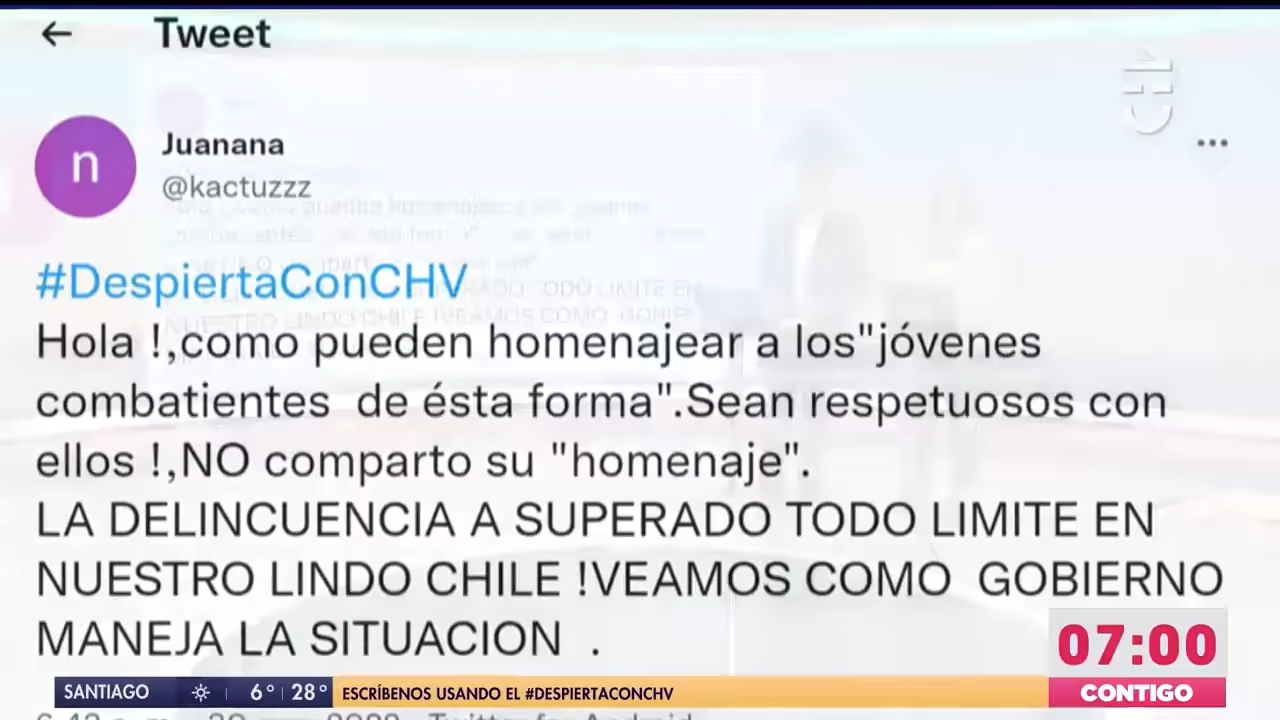 ← Tweet
CHV
n
Juanana
...
@kactuzzz
#DespiertaConCHV
Hola !,como pueden homenajear a los"jóvenes
combatientes de ésta forma".Sean respetuosos con
ellos !,NO comparto su "homenaje".
LA DELINCUENCIA A SUPERADO TODO LIMITE EN
NUESTRO LINDO CHILE !VEAMOS COMO GOBIERNO
MANEJA LA SITUACION .
07:00
SANTIAGO 6° 28° ESCRÍBENOS USANDO EL #DESPIERTACONCHV
CONTIGO